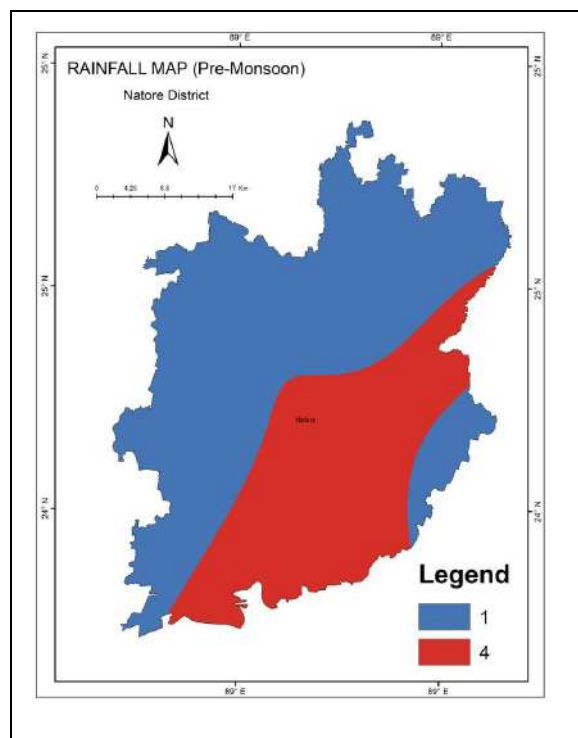 89° E 89° E
25° N 25° N
RAINFALL MAP (Pre-Monsoon)
Natore District
N
0 4.25 8.5 17 Km
25° N 25° N
Natore
24° N 24° N
Legend
1
4
89° E 89° E